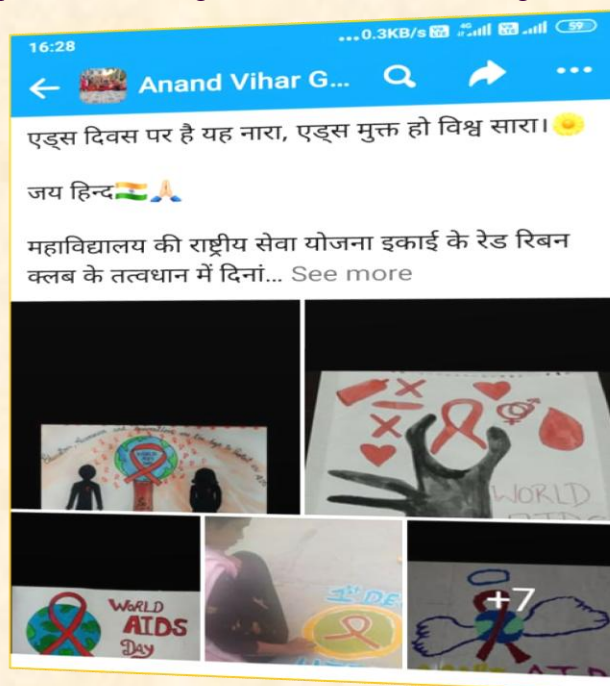 16:28
...0.3KB/s 4G 59
← Anand Vihar G...
एड्स दिवस पर है यह नारा, एड्स मुक्त हो विश्व सारा।🌼
जय हिन्द🇮🇳🙏🏻
महाविद्यालय की राष्ट्रीय सेवा योजना इकाई के रेड रिबन
क्लब के तत्वधान में दिनां... See more
WORLD
WORLD
AIDS
Day
1st DE
+7